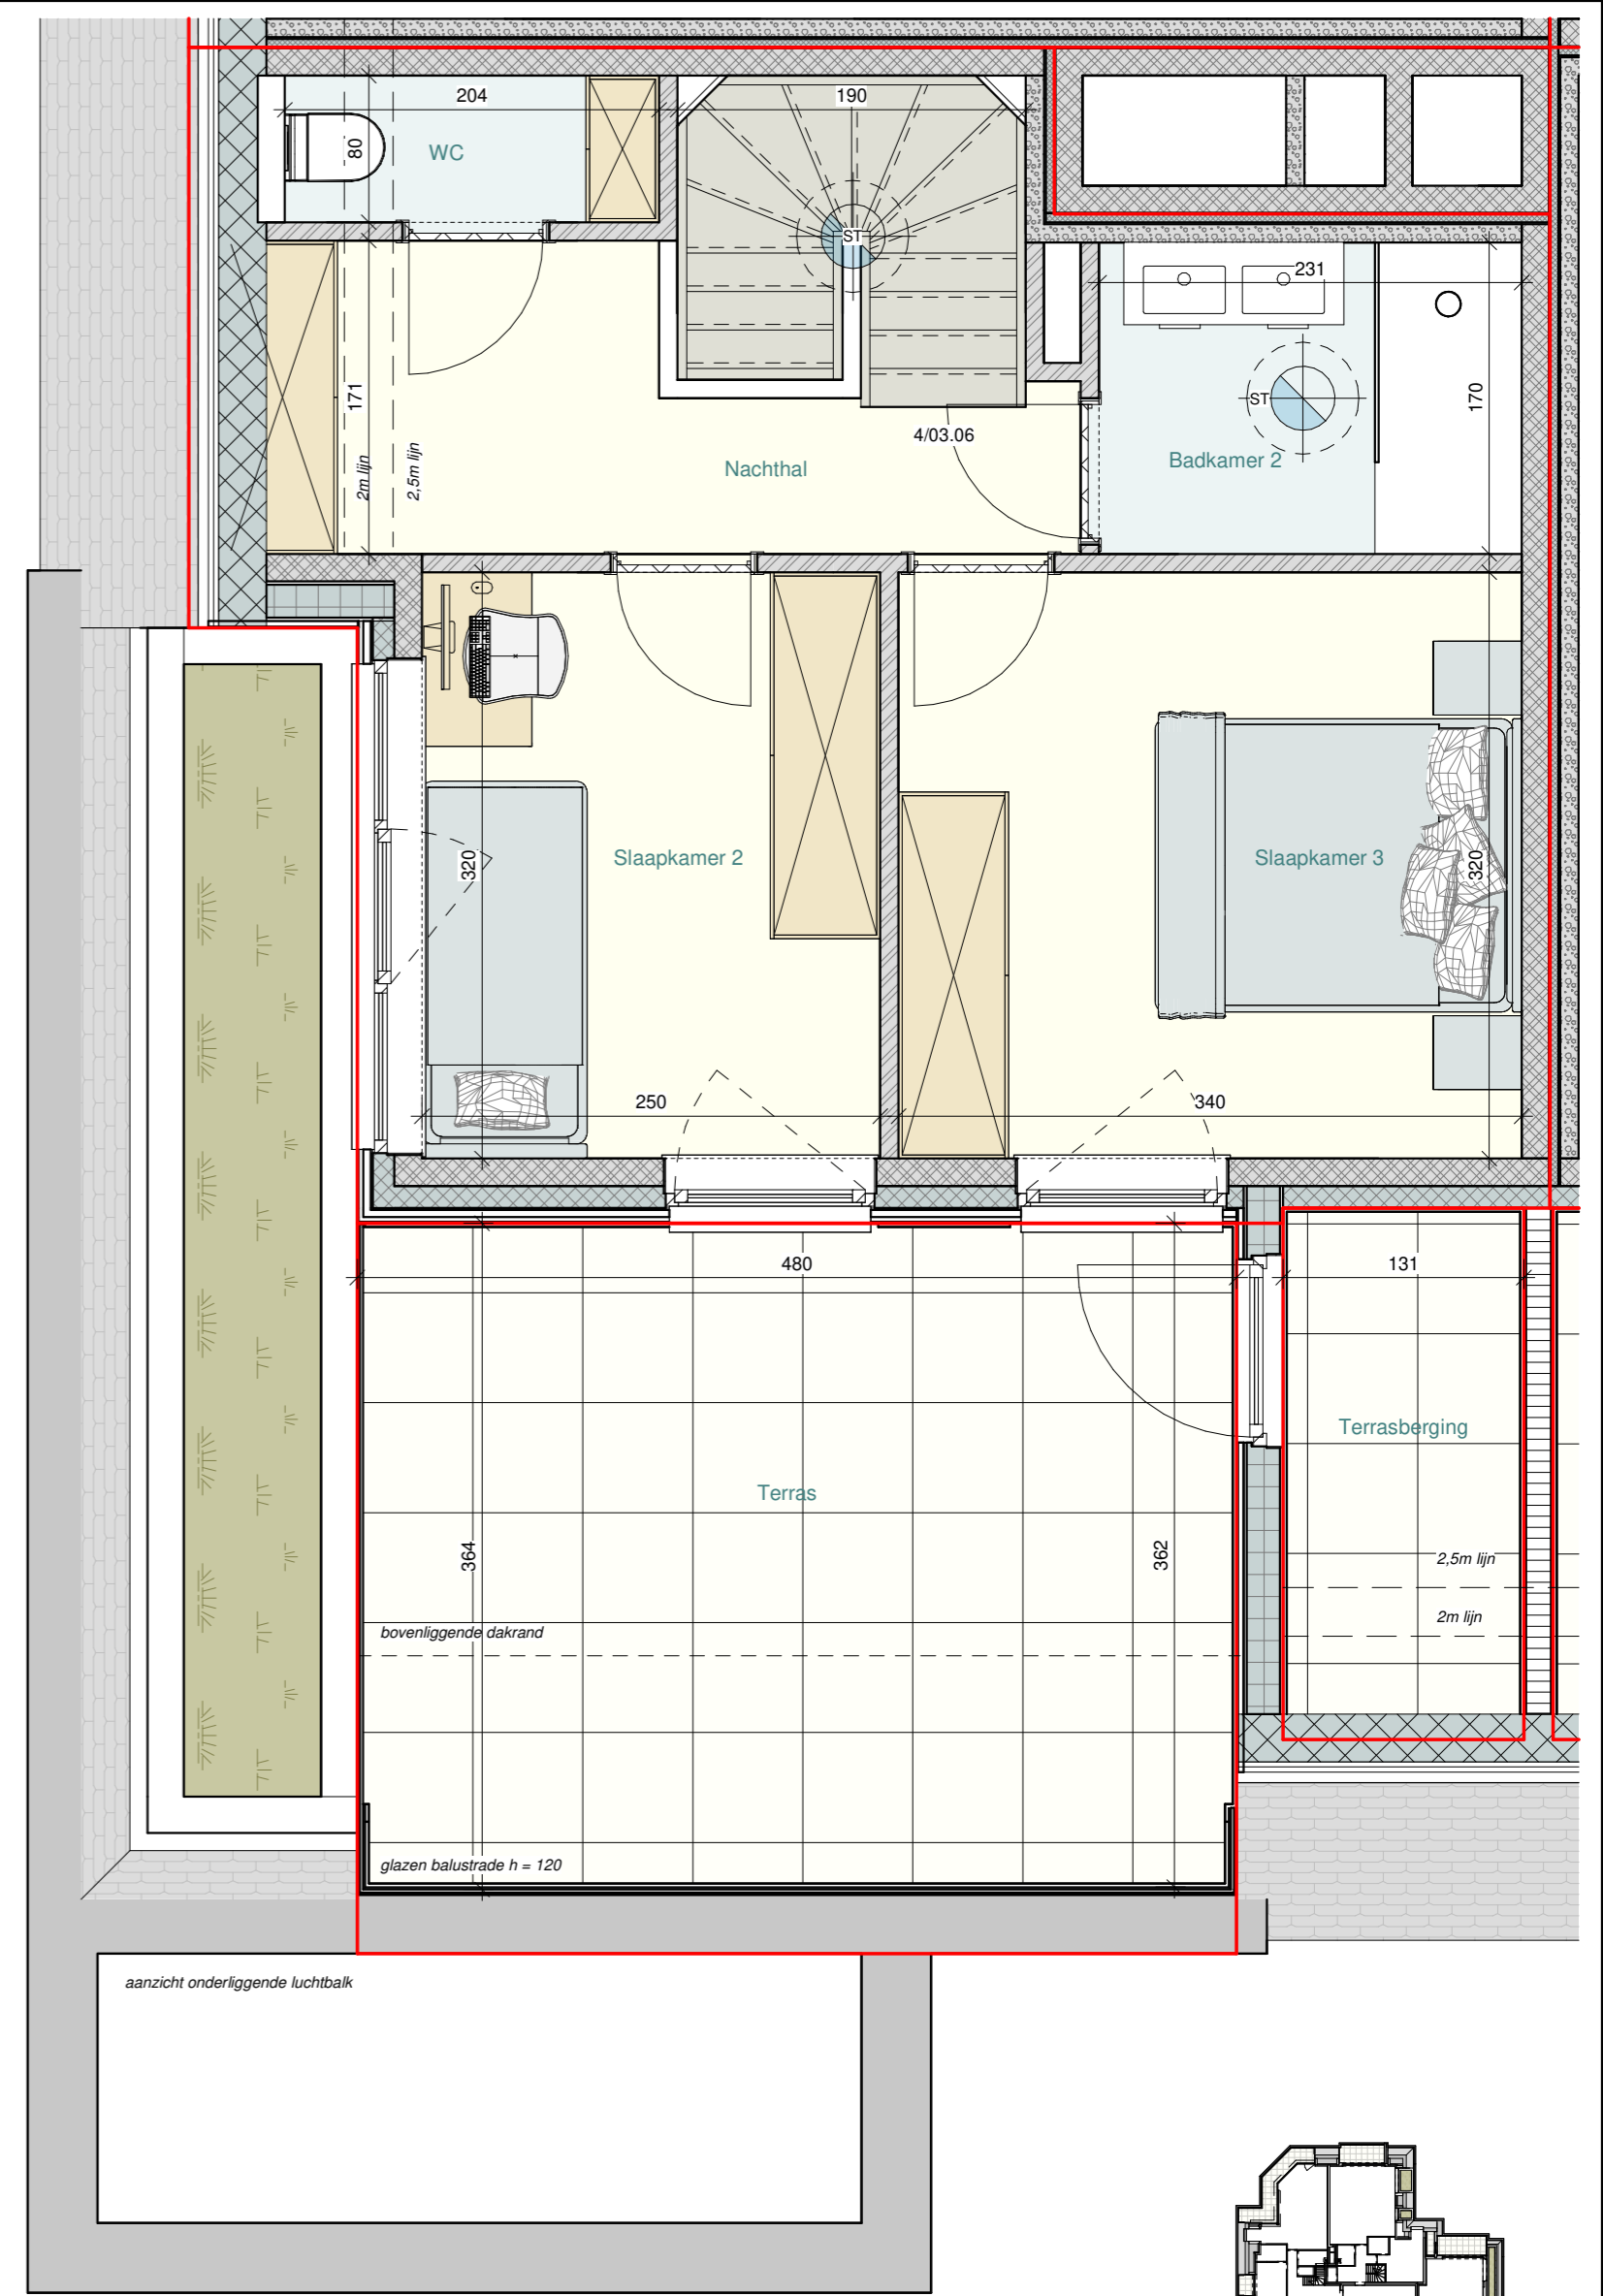 204
190
80
WC
ST
231
171
2m lijn
2,5m lijn
4/03.06
Nachthal
ST
Badkamer 2
170
320
Slaapkamer 2
Slaapkamer 3
320
250
340
480
131
Terrasberging
Terras
364
362
2,5m lijn
2m lijn
bovenliggende dakrand
glazen balustrade h = 120
aanzicht onderliggende luchtbalk